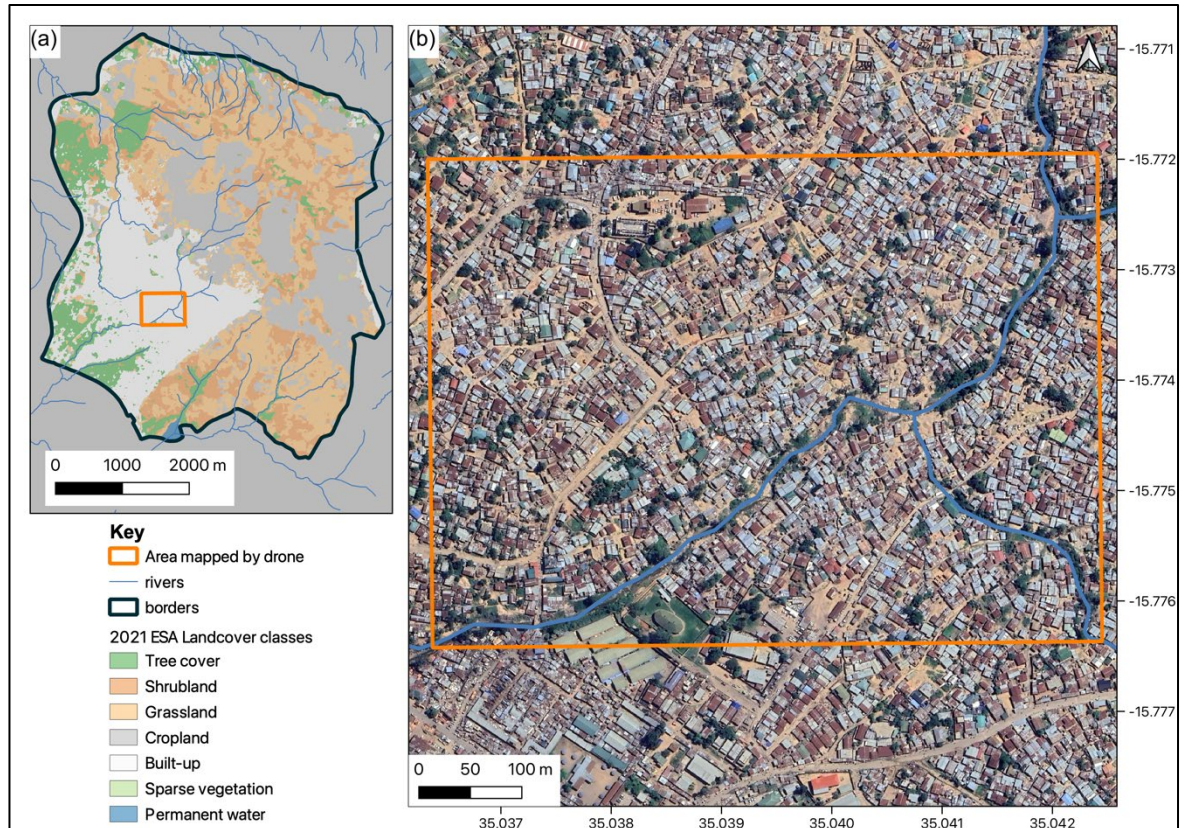 (a)
0 1000 2000 m
Key
Area mapped by drone
rivers
borders
2021 ESA Landcover classes
Tree cover
Shrubland
Grassland
Cropland
Built-up
Sparse vegetation
Permanent water
(b)
-15.771
-15.772
-15.773
-15.774
-15.775
-15.776
-15.777
0 50 100 m
35.037 35.038 35.039 35.040 35.041 35.042